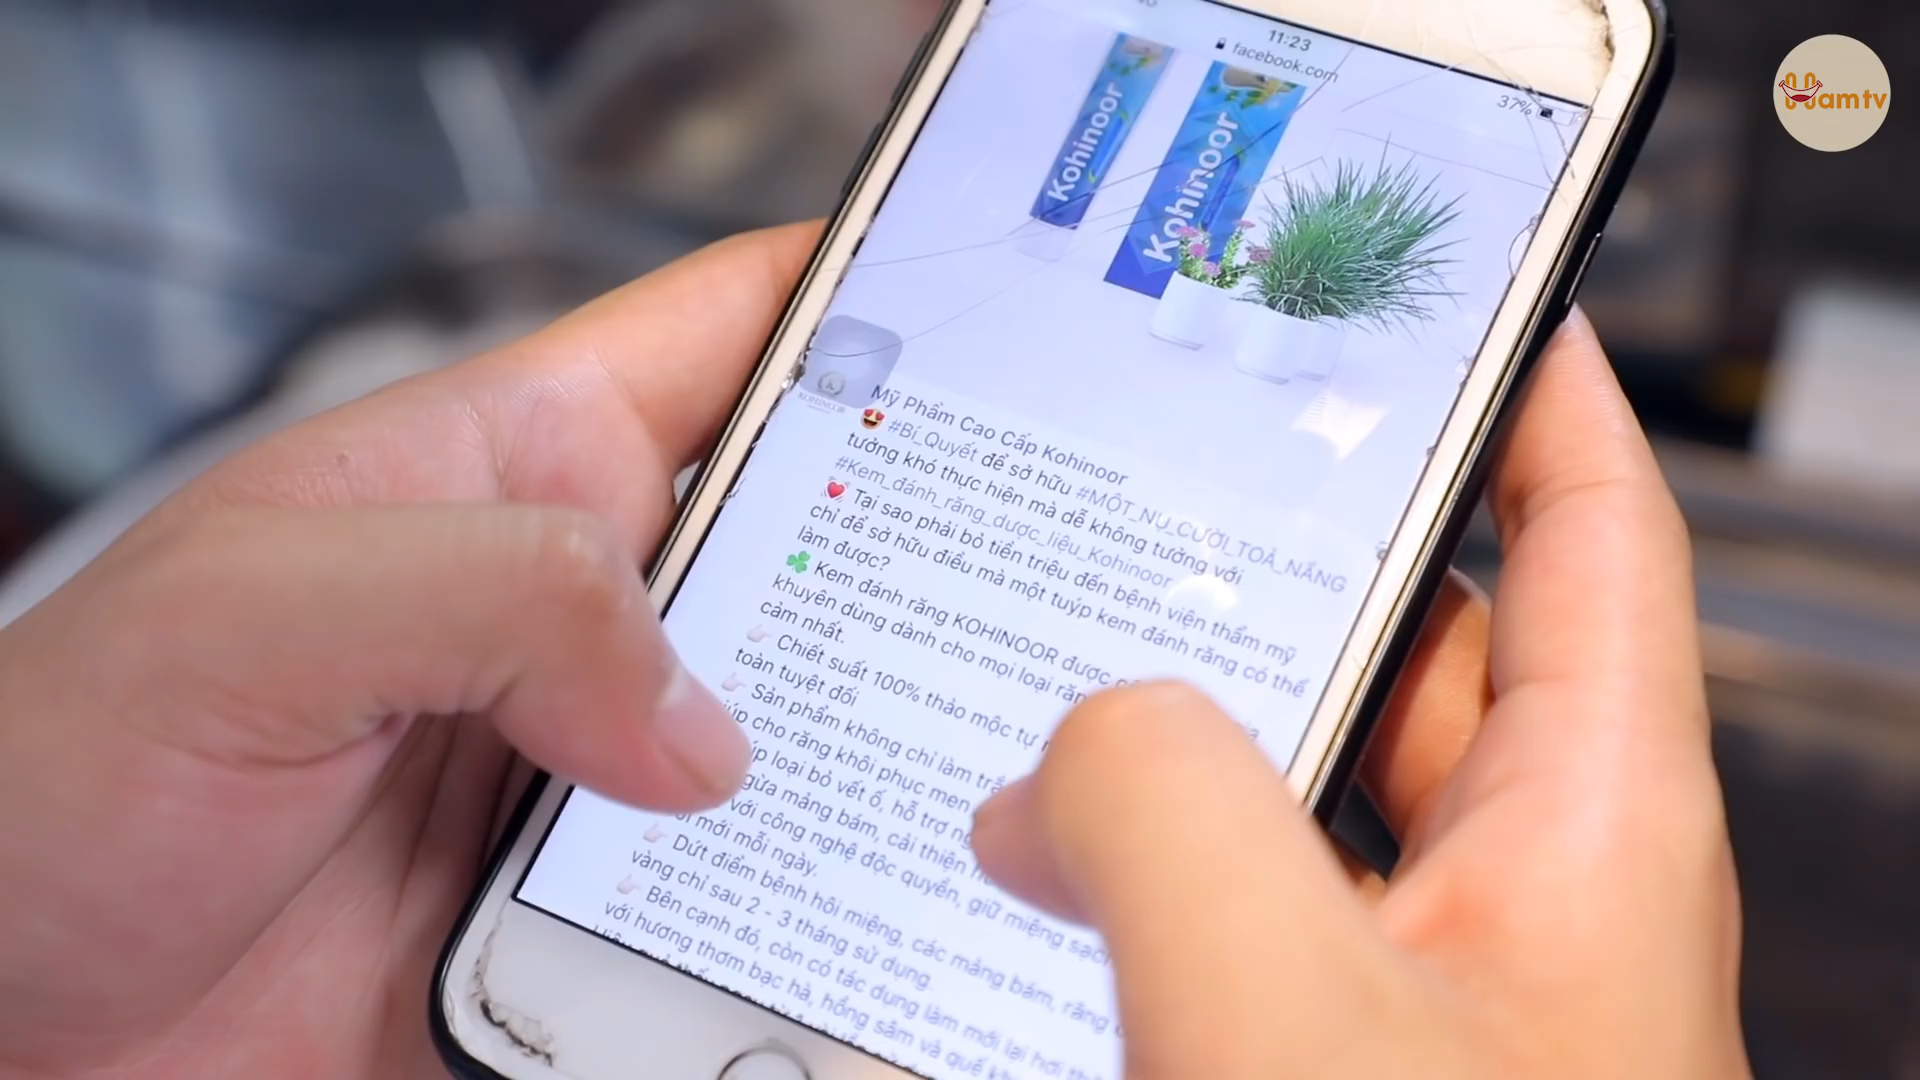 11:23
facebook.com
37%
amtv
Kohinoor
Kohinoor
KOHINOOR
Mỹ Phẩm Cao Cấp Kohinoor
#Bí_Quyết để sở hữu #MỘT_NỤ_CƯỜI_TOẢ_NẮNG
tưởng khó thực hiện mà dễ không tưởng với
#Kem_đánh_răng_dược_liệu_Kohinoor
Tại sao phải bỏ tiền triệu đến bệnh viện thẩm mỹ
chỉ để sở hữu điều mà một tuýp kem đánh răng có thể
làm được?
Kem đánh răng KOHINOOR được
khuyên dùng dành cho mọi loại răng
cảm nhất.
Chiết suất 100% thảo mộc tự
toàn tuyệt đối
Sản phẩm không chỉ làm
cho răng khôi phục men
loại bỏ vết ố, hỗ trợ
mảng bám, cải thiện
Với công nghệ độc quyền, giữ miệng
mới mỗi ngày.
Dứt điểm bệnh hôi miệng, các mảng bám, răng
vàng chỉ sau 2 - 3 tháng sử dụng.
Bên cạnh đó, còn có tác dụng làm mới lại hơi
với hương thơm bạc hà, hồng sâm và quế